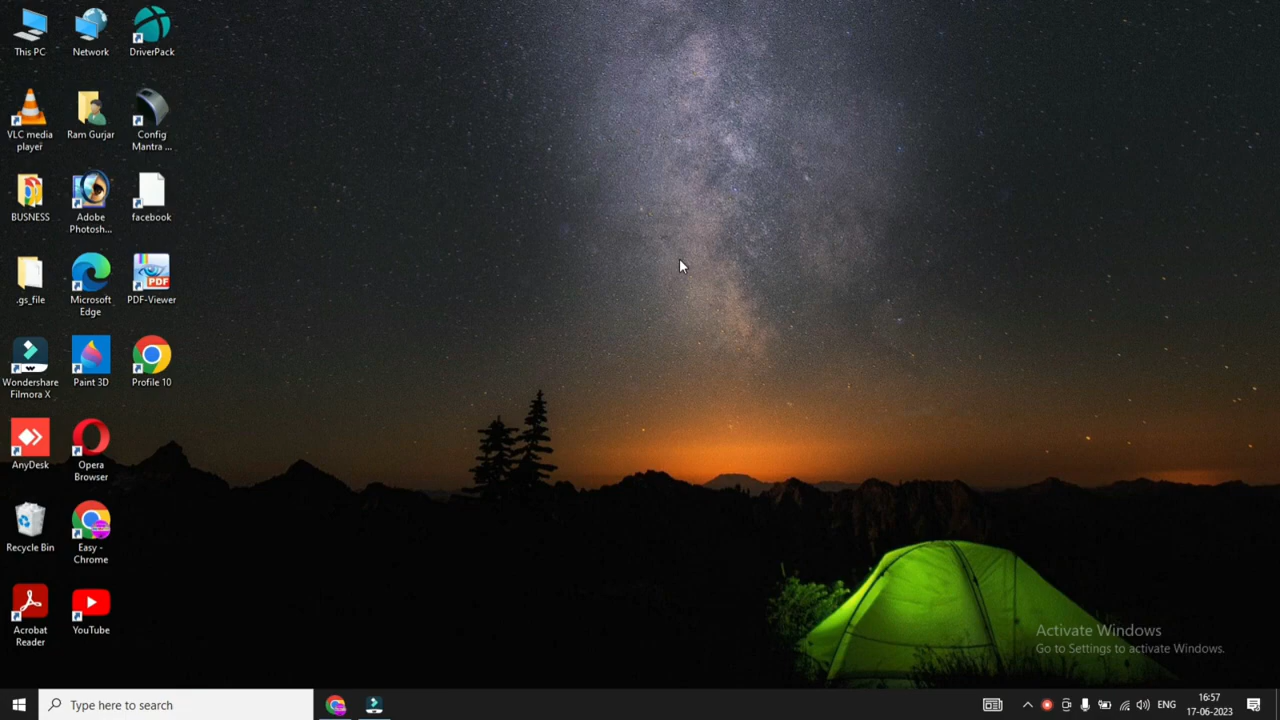 This PC
Network
DriverPack
VLC media
player
Ram Gurjar
Config
Mantra ...
BUSNESS
Adobe
Photosh...
facebook
.gs_file
Microsoft
Edge
PDF
PDF-Viewer
Wondershare
Filmora X
Paint 3D
Profile 10
AnyDesk
Opera
Browser
Recycle Bin
Easy -
Chrome
Acrobat
Reader
YouTube
Activate Windows
Go to Settings to activate Windows.
Type here to search
ENG
16:57
17-06-2023